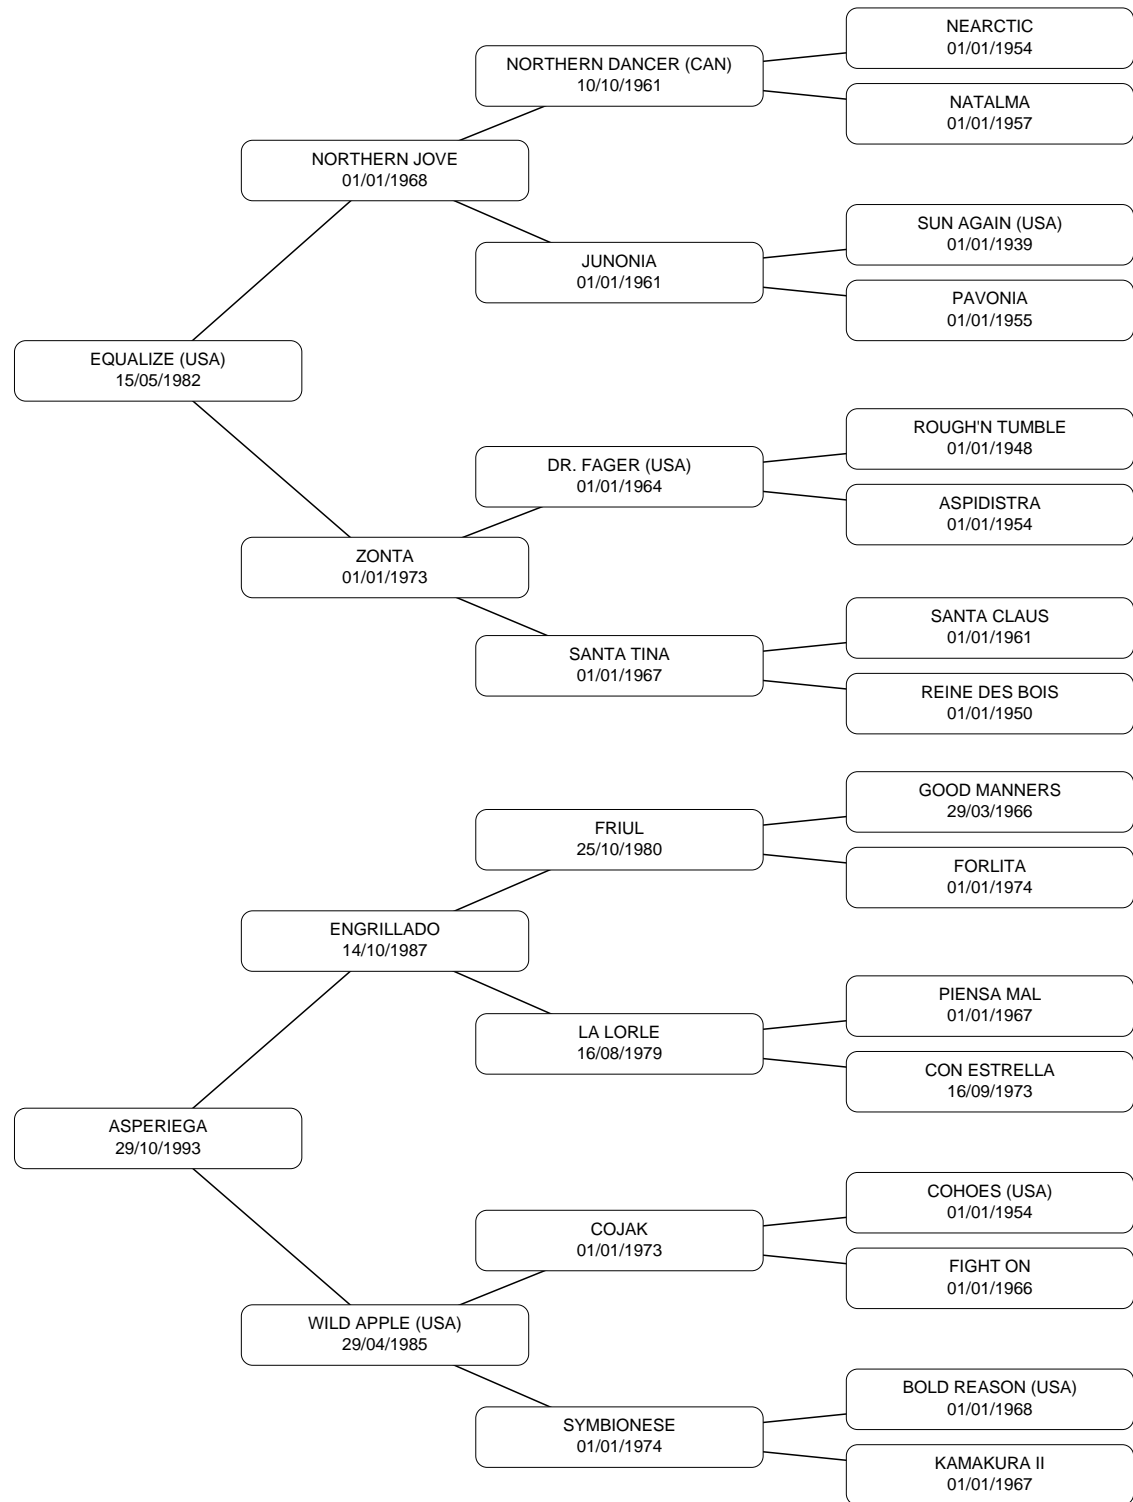 NEARCTIC
01/01/1954
NORTHERN DANCER (CAN)
10/10/1961
NATALMA
01/01/1957
NORTHERN JOVE
01/01/1968
SUN AGAIN (USA)
01/01/1939
JUNONIA
01/01/1961
PAVONIA
01/01/1955
EQUALIZE (USA)
15/05/1982
ROUGH'N TUMBLE
01/01/1948
DR. FAGER (USA)
01/01/1964
ASPIDISTRA
01/01/1954
ZONTA
01/01/1973
SANTA CLAUS
01/01/1961
SANTA TINA
01/01/1967
REINE DES BOIS
01/01/1950
GOOD MANNERS
29/03/1966
FRIUL
25/10/1980
FORLITA
01/01/1974
ENGRILLADO
14/10/1987
PIENSA MAL
01/01/1967
LA LORLE
16/08/1979
CON ESTRELLA
16/09/1973
ASPERIEGA
29/10/1993
COHOES (USA)
01/01/1954
COJAK
01/01/1973
FIGHT ON
01/01/1966
WILD APPLE (USA)
29/04/1985
BOLD REASON (USA)
01/01/1968
SYMBIONESE
01/01/1974
KAMAKURA II
01/01/1967